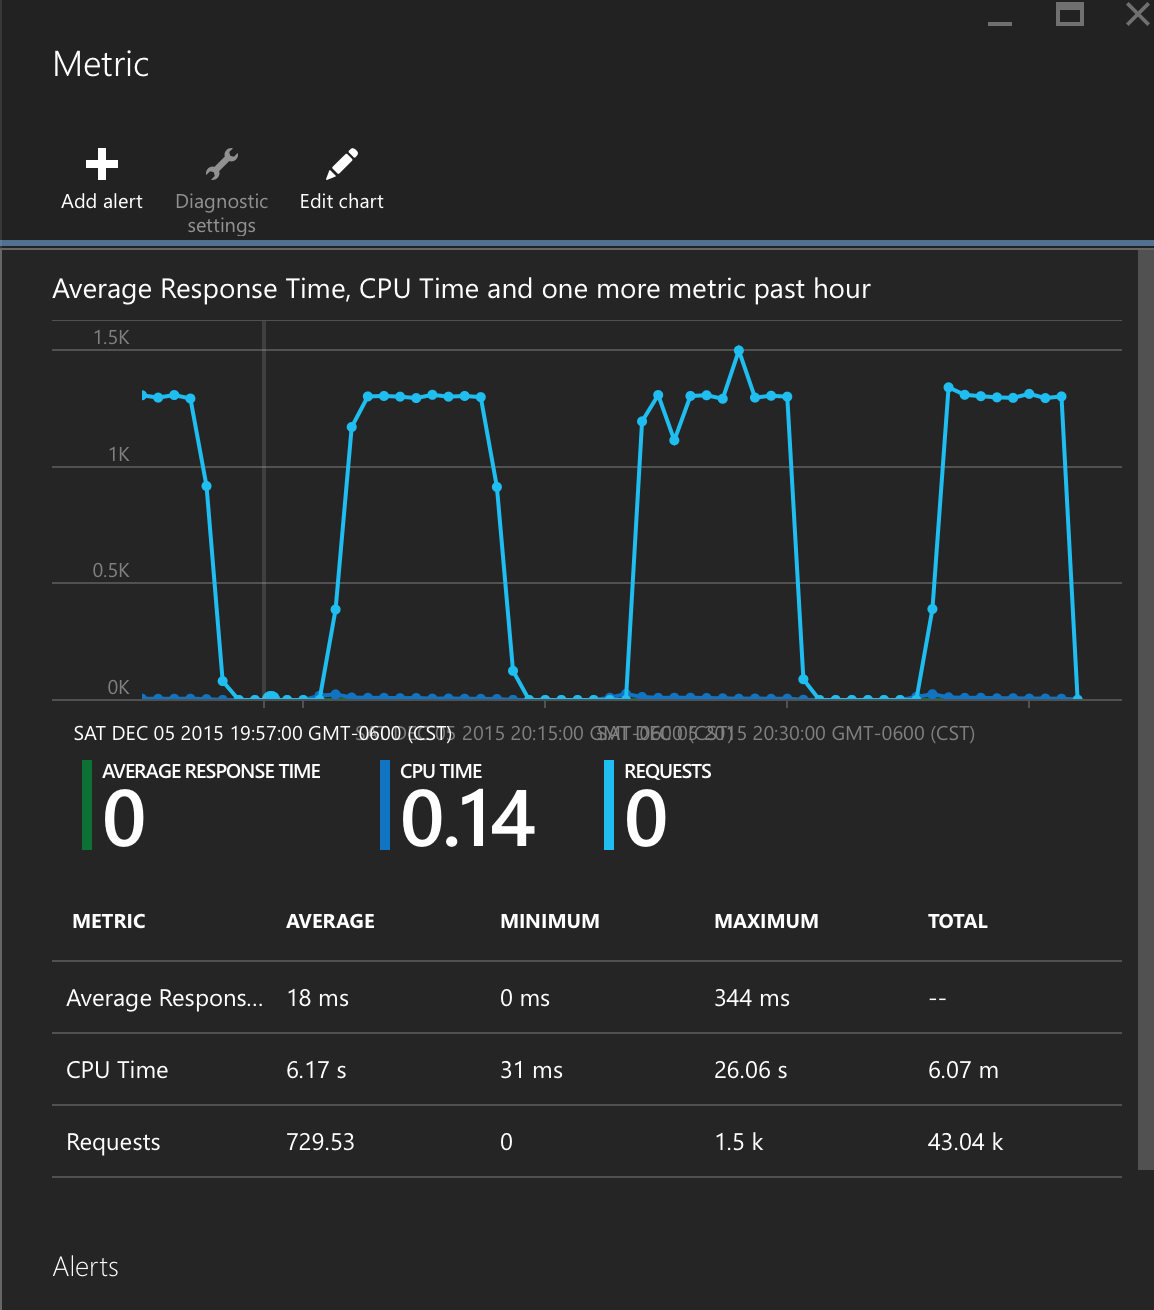 Metric
Add alert
Diagnostic settings
Edit chart
Average Response Time, CPU Time and one more metric past hour
1.5K
1K
0.5K
0K
SAT DEC 05 2015 19:57:00 GMT-0600 (CST)
05 2015 20:15:00 GMT-0600 (CST)
2015 20:30:00 GMT-0600 (CST)
AVERAGE RESPONSE TIME
0
CPU TIME
0.14
REQUESTS
0
METRIC AVERAGE MINIMUM MAXIMUM TOTAL
Average Respons... 18 ms 0 ms 344 ms --
CPU Time 6.17 s 31 ms 26.06 s 6.07 m
Requests 729.53 0 1.5 k 43.04 k
Alerts